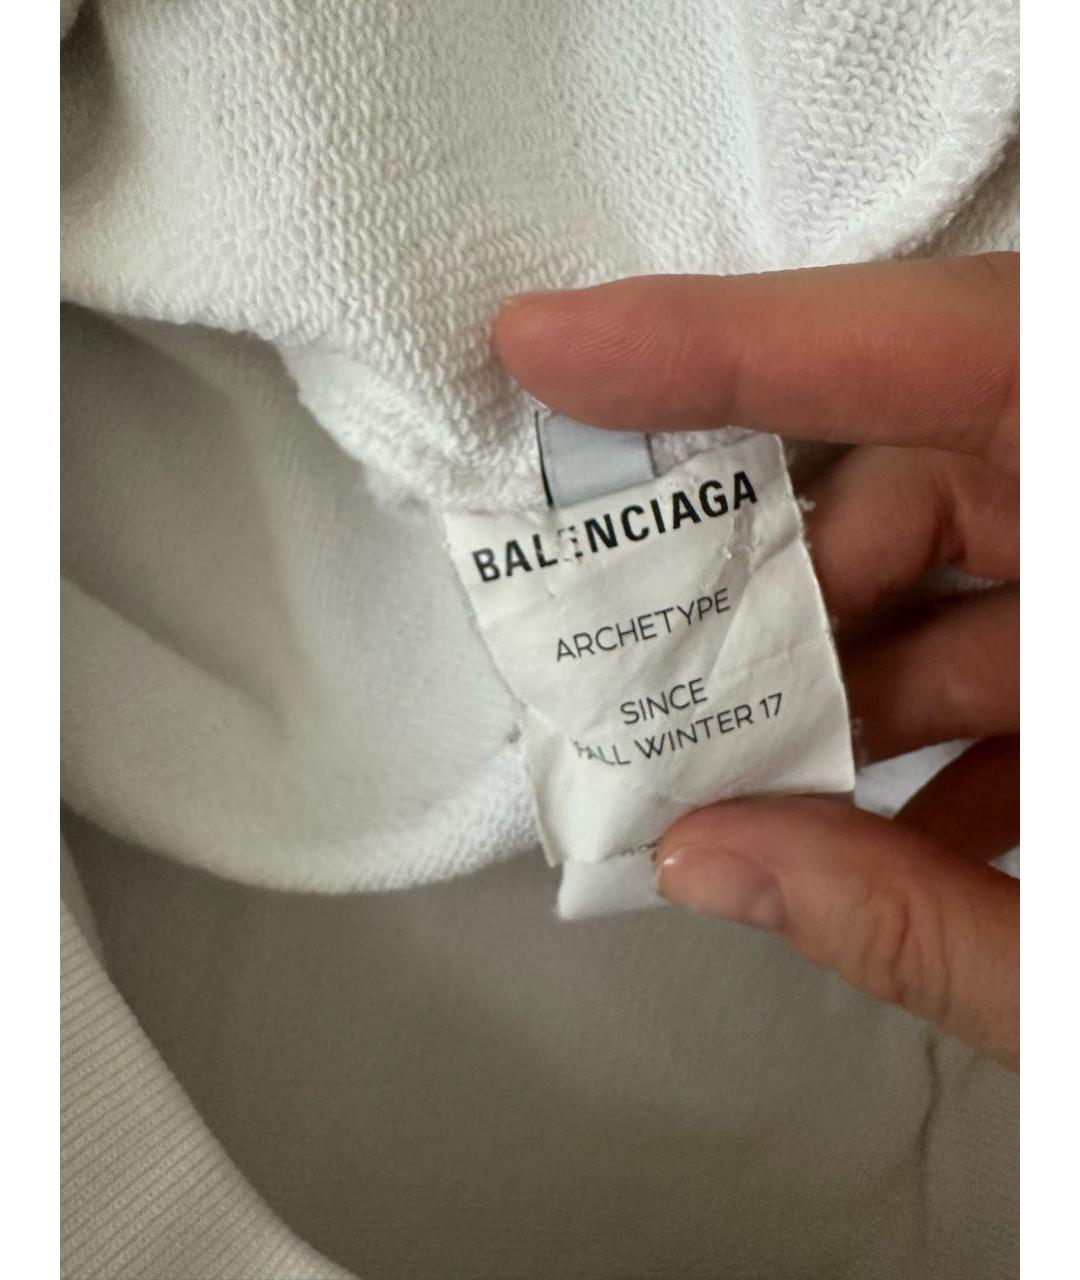 BALENCIAGA
ARCHETYPE
SINCE
FALL WINTER 17